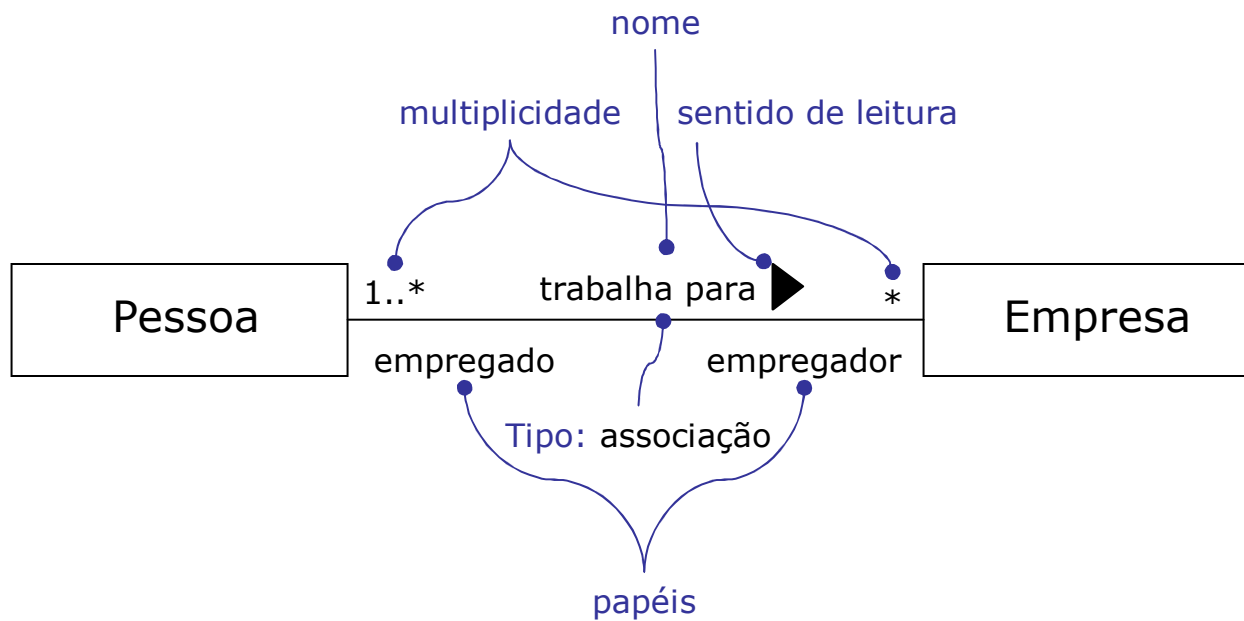 nome
multiplicidade
sentido de leitura
Pessoa
1..*
trabalha para
*
Empresa
empregado
empregador
Tipo: associação
papéis